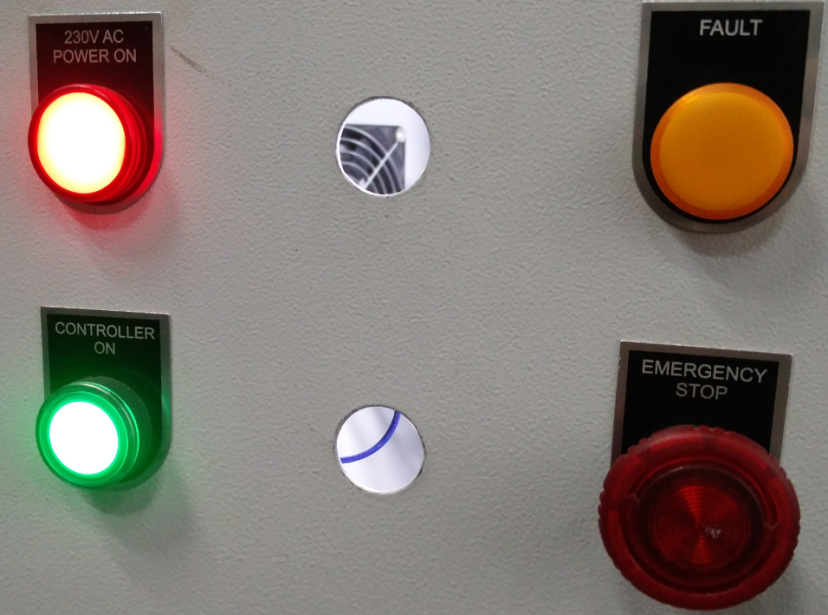 230V AC
POWER ON
FAULT
CONTROLLER
ON
EMERGENCY
STOP